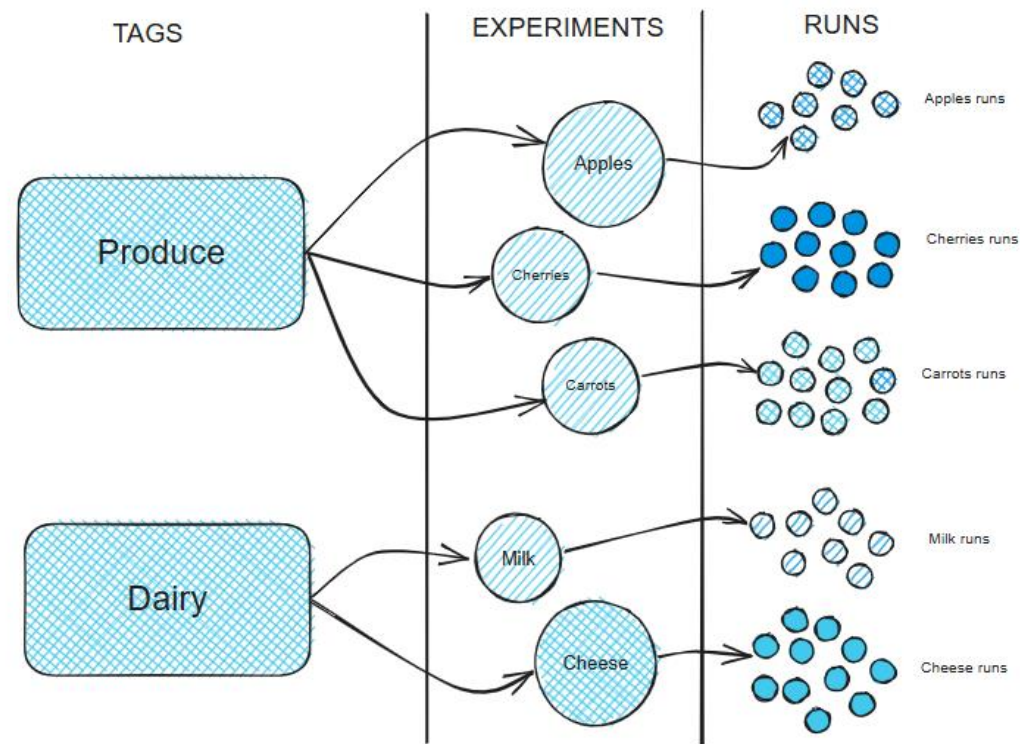 TAGS
EXPERIMENTS
RUNS
Apples runs
Apples
Produce
Cherries runs
Cherries
Carrots runs
Carrots
Milk runs
Milk
Dairy
Cheese
Cheese runs